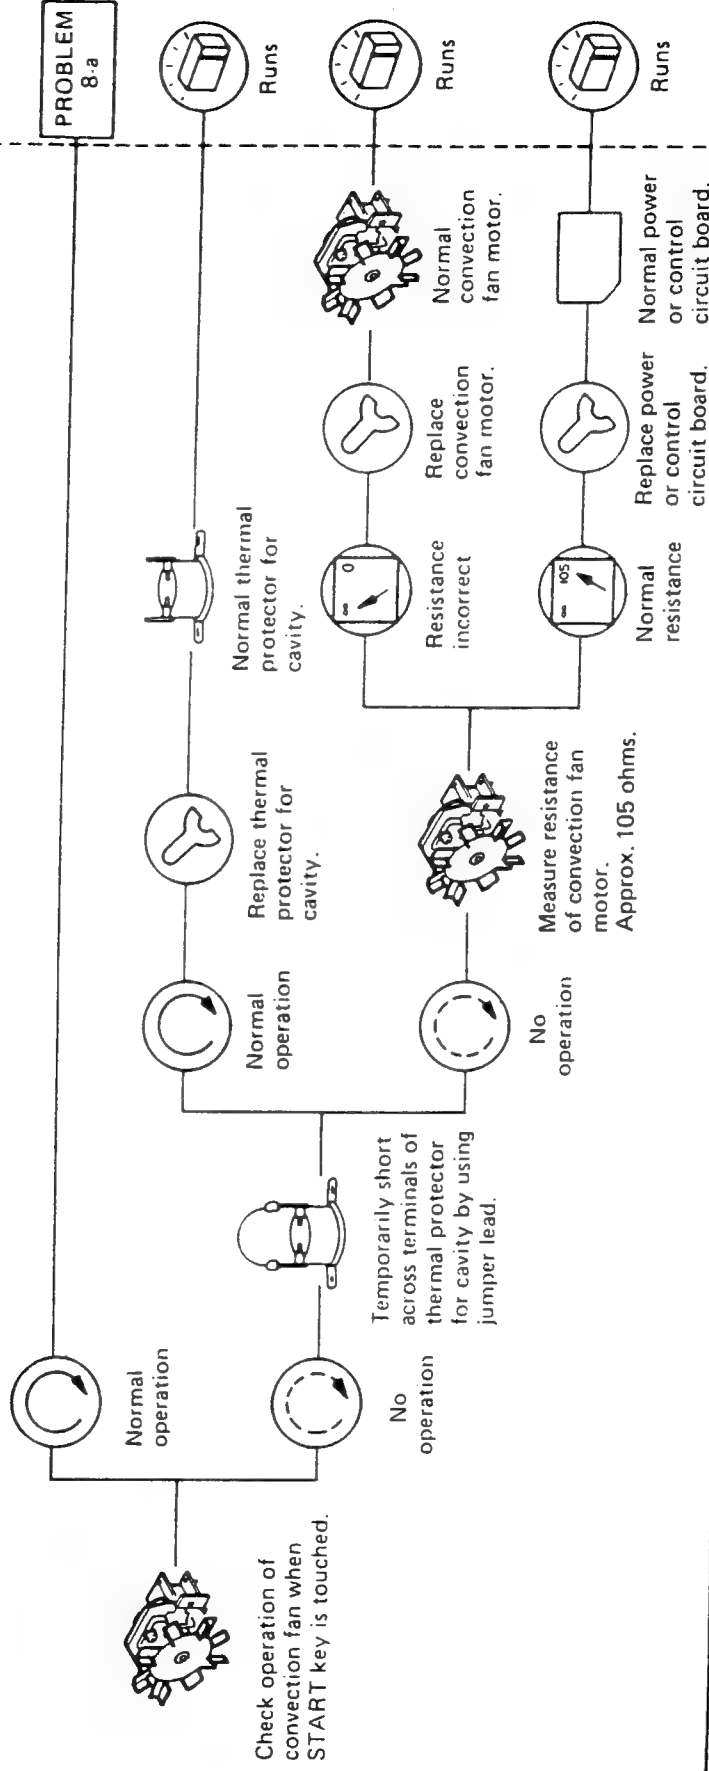 Check operation of
convection fan when
START key is touched.
Normal
operation
No
operation
Temporarily short
across terminals of
thermal protector
for cavity by using
jumper lead.
Normal
operation
No
operation
Replace thermal
protector for
cavity.
Normal thermal
protector for
cavity.
Measure resistance
of convection fan
motor.
Approx. 105 ohms.
∞ 0
Resistance
incorrect
∞ 105
Normal
resistance
Replace
convection
fan motor.
Replace power
or control
circuit board.
Normal
convection
fan motor.
Normal power
or control
circuit board.
PROBLEM
8-a
Runs
Runs
Runs